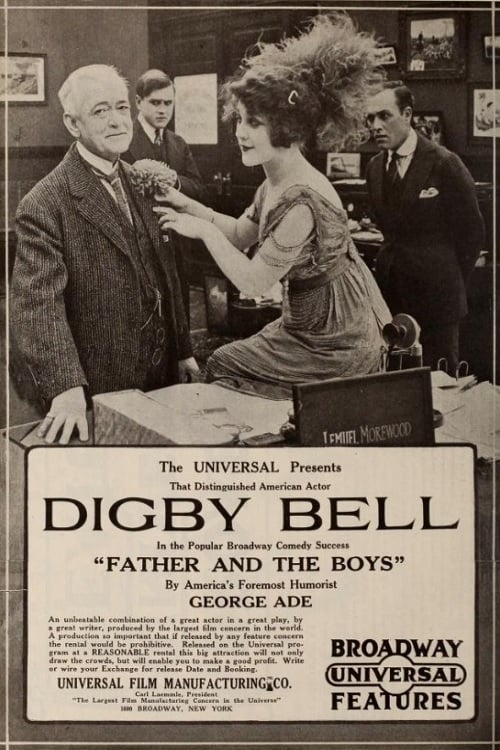 LEMUEL MOREWOOD
The UNIVERSAL Presents
That Distinguished American Actor
DIGBY BELL
In the Popular Broadway Comedy Success
“FATHER AND THE BOYS”
By America's Foremost Humorist
GEORGE ADE
An unbeatable combination of a great actor in a great play, by
a great writer, produced by the largest film concern in the world.
A production so important that if released by any feature concern
the rental would be prohibitive. Released on the Universal pro-
gram at a REASONABLE rental this big attraction will not only
draw the crowds, but will enable you to make a good profit. Write
or wire your Exchange for release Date and Booking.
UNIVERSAL FILM MANUFACTURING CO.
Carl Laemmle, President
"The Largest Film Manufacturing Concern in the Universe"
1600 BROADWAY, NEW YORK
BROADWAY
UNIVERSAL
FEATURES